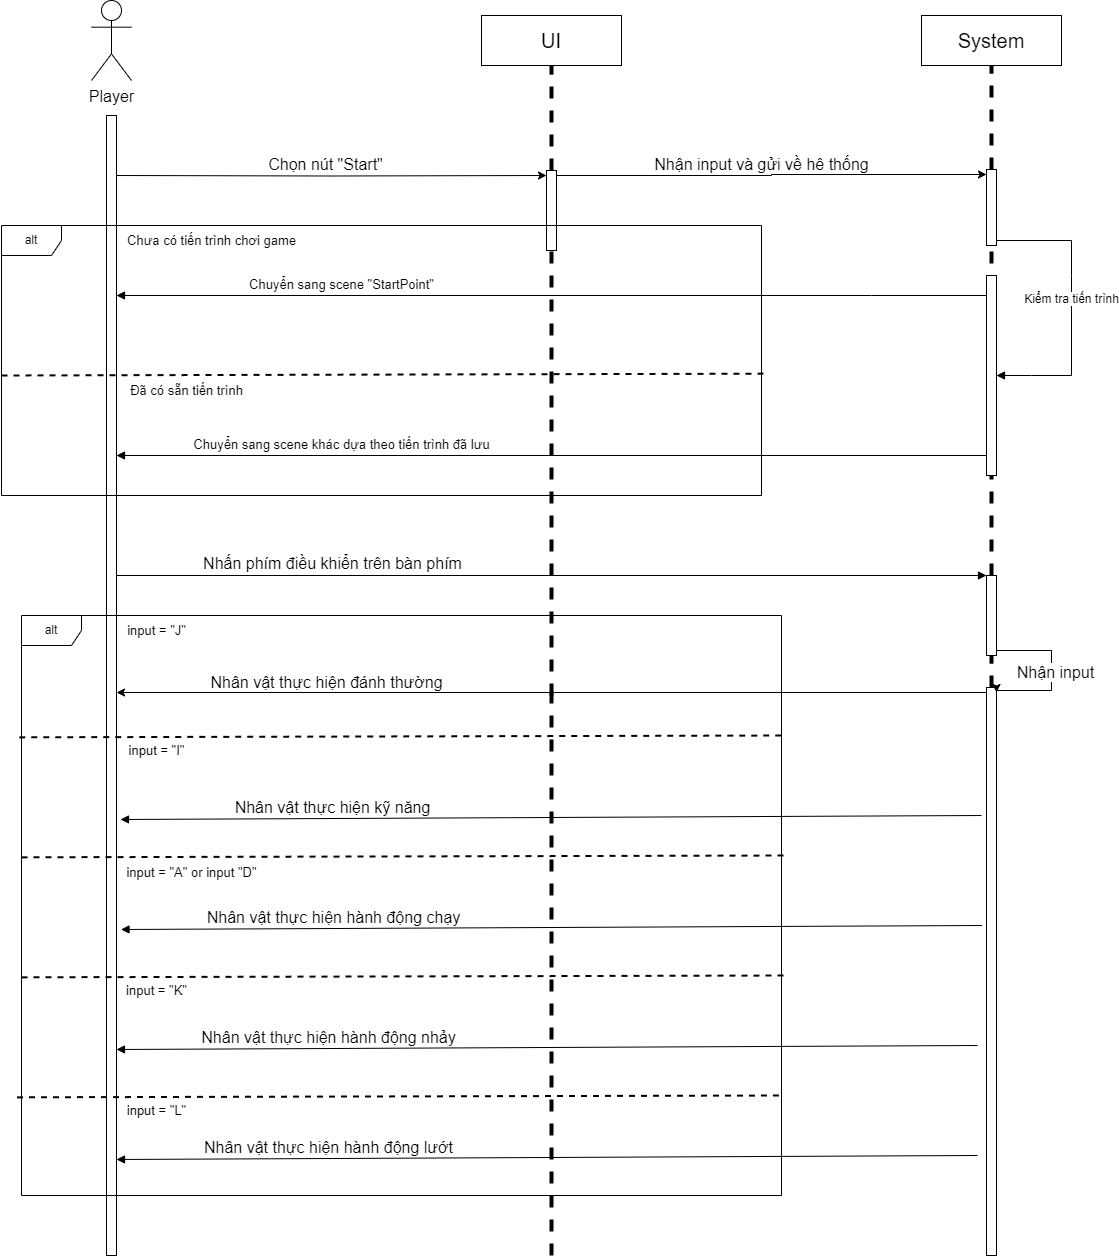 UI
System
Player
Chọn nút "Start"
Nhận input và gửi về hê thống
alt
Chưa có tiến trình chơi game
Chuyển sang scene "StartPoint"
Kiểm tra tiến trình
Đã có sẵn tiến trình
Chuyển sang scene khác dựa theo tiến trình đã lưu
Nhấn phím điều khiển trên bàn phím
alt
input = "J"
Nhận input
Nhân vật thực hiện đánh thường
input = "I"
Nhân vật thực hiện kỹ năng
input = "A" or input "D"
Nhân vật thực hiện hành động chạy
input = "K"
Nhân vật thực hiện hành động nhảy
input = "L"
Nhân vật thực hiện hành động lướt